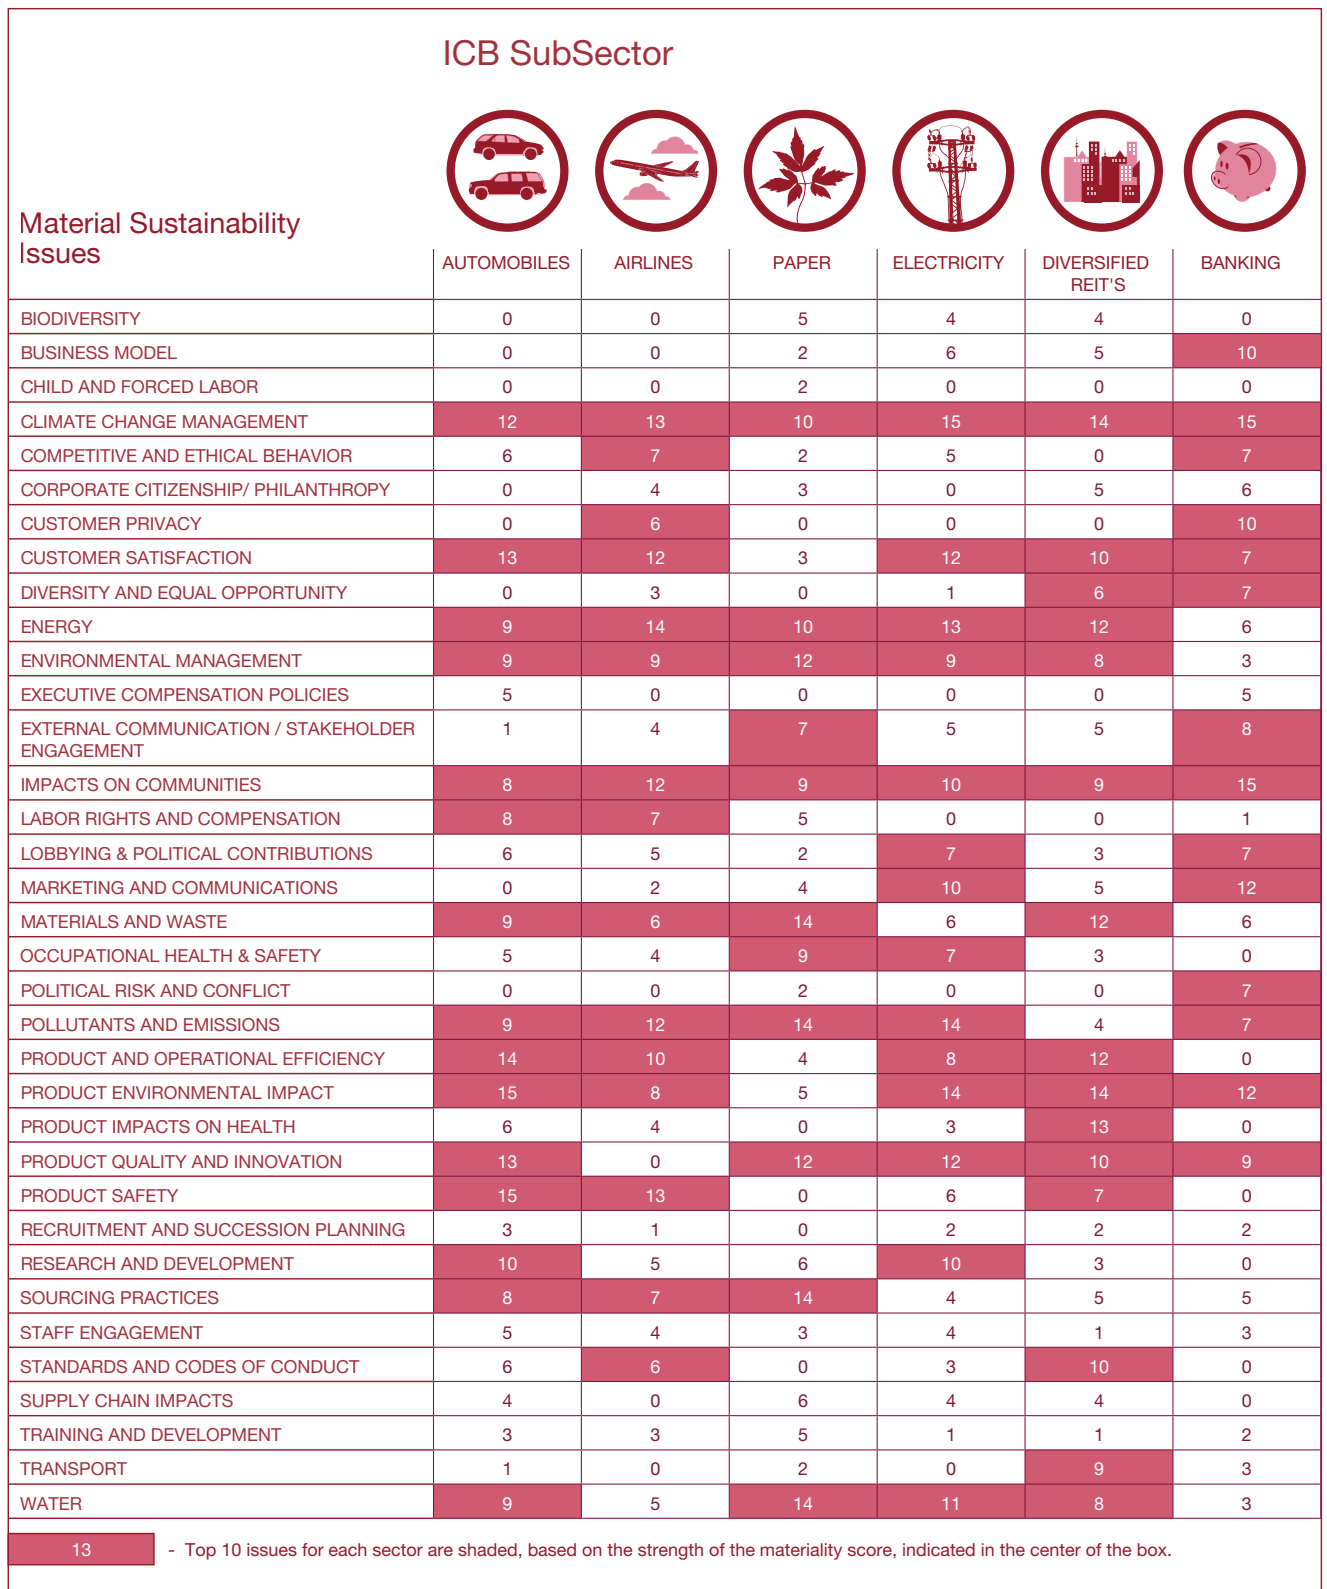 ICB SubSector
Material Sustainability
Issues
AUTOMOBILES AIRLINES PAPER ELECTRICITY DIVERSIFIED REIT'S BANKING
BIODIVERSITY 0 0 5 4 4 0
BUSINESS MODEL 0 0 2 6 5 10
CHILD AND FORCED LABOR 0 0 2 0 0 0
CLIMATE CHANGE MANAGEMENT 12 13 10 15 14 15
COMPETITIVE AND ETHICAL BEHAVIOR 6 7 2 5 0 7
CORPORATE CITIZENSHIP/ PHILANTHROPY 0 4 3 0 5 6
CUSTOMER PRIVACY 0 6 0 0 0 10
CUSTOMER SATISFACTION 13 12 3 12 10 7
DIVERSITY AND EQUAL OPPORTUNITY 0 3 0 1 6 7
ENERGY 9 14 10 13 12 6
ENVIRONMENTAL MANAGEMENT 9 9 12 9 8 3
EXECUTIVE COMPENSATION POLICIES 5 0 0 0 0 5
EXTERNAL COMMUNICATION / STAKEHOLDER 1 4 7 5 5 8
ENGAGEMENT
IMPACTS ON COMMUNITIES 8 12 9 10 9 15
LABOR RIGHTS AND COMPENSATION 8 7 5 0 0 1
LOBBYING & POLITICAL CONTRIBUTIONS 6 5 2 7 3 7
MARKETING AND COMMUNICATIONS 0 2 4 10 5 12
MATERIALS AND WASTE 9 6 14 6 12 6
OCCUPATIONAL HEALTH & SAFETY 5 4 9 7 3 0
POLITICAL RISK AND CONFLICT 0 0 2 0 0 7
POLLUTANTS AND EMISSIONS 9 12 14 14 4 7
PRODUCT AND OPERATIONAL EFFICIENCY 14 10 4 8 12 0
PRODUCT ENVIRONMENTAL IMPACT 15 8 5 14 14 12
PRODUCT IMPACTS ON HEALTH 6 4 0 3 13 0
PRODUCT QUALITY AND INNOVATION 13 0 12 12 10 9
PRODUCT SAFETY 15 13 0 6 7 0
RECRUITMENT AND SUCCESSION PLANNING 3 1 0 2 2 2
RESEARCH AND DEVELOPMENT 10 5 6 10 3 0
SOURCING PRACTICES 8 7 14 4 5 5
STAFF ENGAGEMENT 5 4 3 4 1 3
STANDARDS AND CODES OF CONDUCT 6 6 0 3 10 0
SUPPLY CHAIN IMPACTS 4 0 6 4 4 0
TRAINING AND DEVELOPMENT 3 3 5 1 1 2
TRANSPORT 1 0 2 0 9 3
WATER 9 5 14 11 8 3
13 - Top 10 issues for each sector are shaded, based on the strength of the materiality score, indicated in the center of the box.